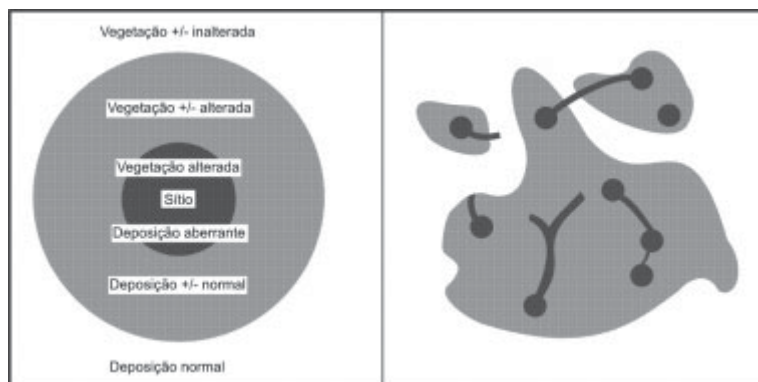 Vegetação +/- inalterada
Vegetação +/- alterada
Vegetação alterada
Sítio
Deposição aberrante
Deposição +/- normal
Deposição normal